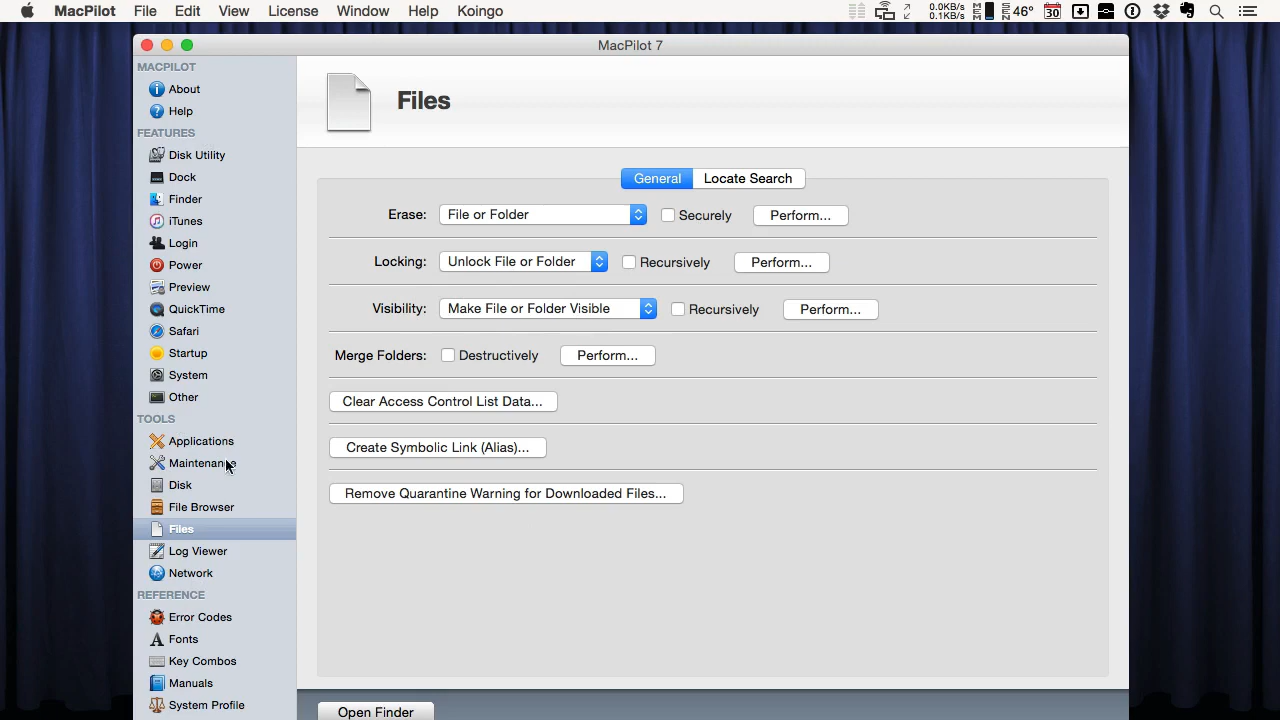 MacPilot File Edit View License Window Help Koingo
0.0KB/s
0.1KB/s
46°
30
MacPilot 7
MACPILOT
About
Help
FEATURES
Disk Utility
Dock
Finder
iTunes
Login
Power
Preview
QuickTime
Safari
Startup
System
Other
TOOLS
Applications
Maintenance
Disk
File Browser
Files
Log Viewer
Network
REFERENCE
Error Codes
Fonts
Key Combos
Manuals
System Profile
Files
General Locate Search
Erase: File or Folder Securely Perform...
Locking: Unlock File or Folder Recursively Perform...
Visibility: Make File or Folder Visible Recursively Perform...
Merge Folders: Destructively Perform...
Clear Access Control List Data...
Create Symbolic Link (Alias)...
Remove Quarantine Warning for Downloaded Files...
Open Finder